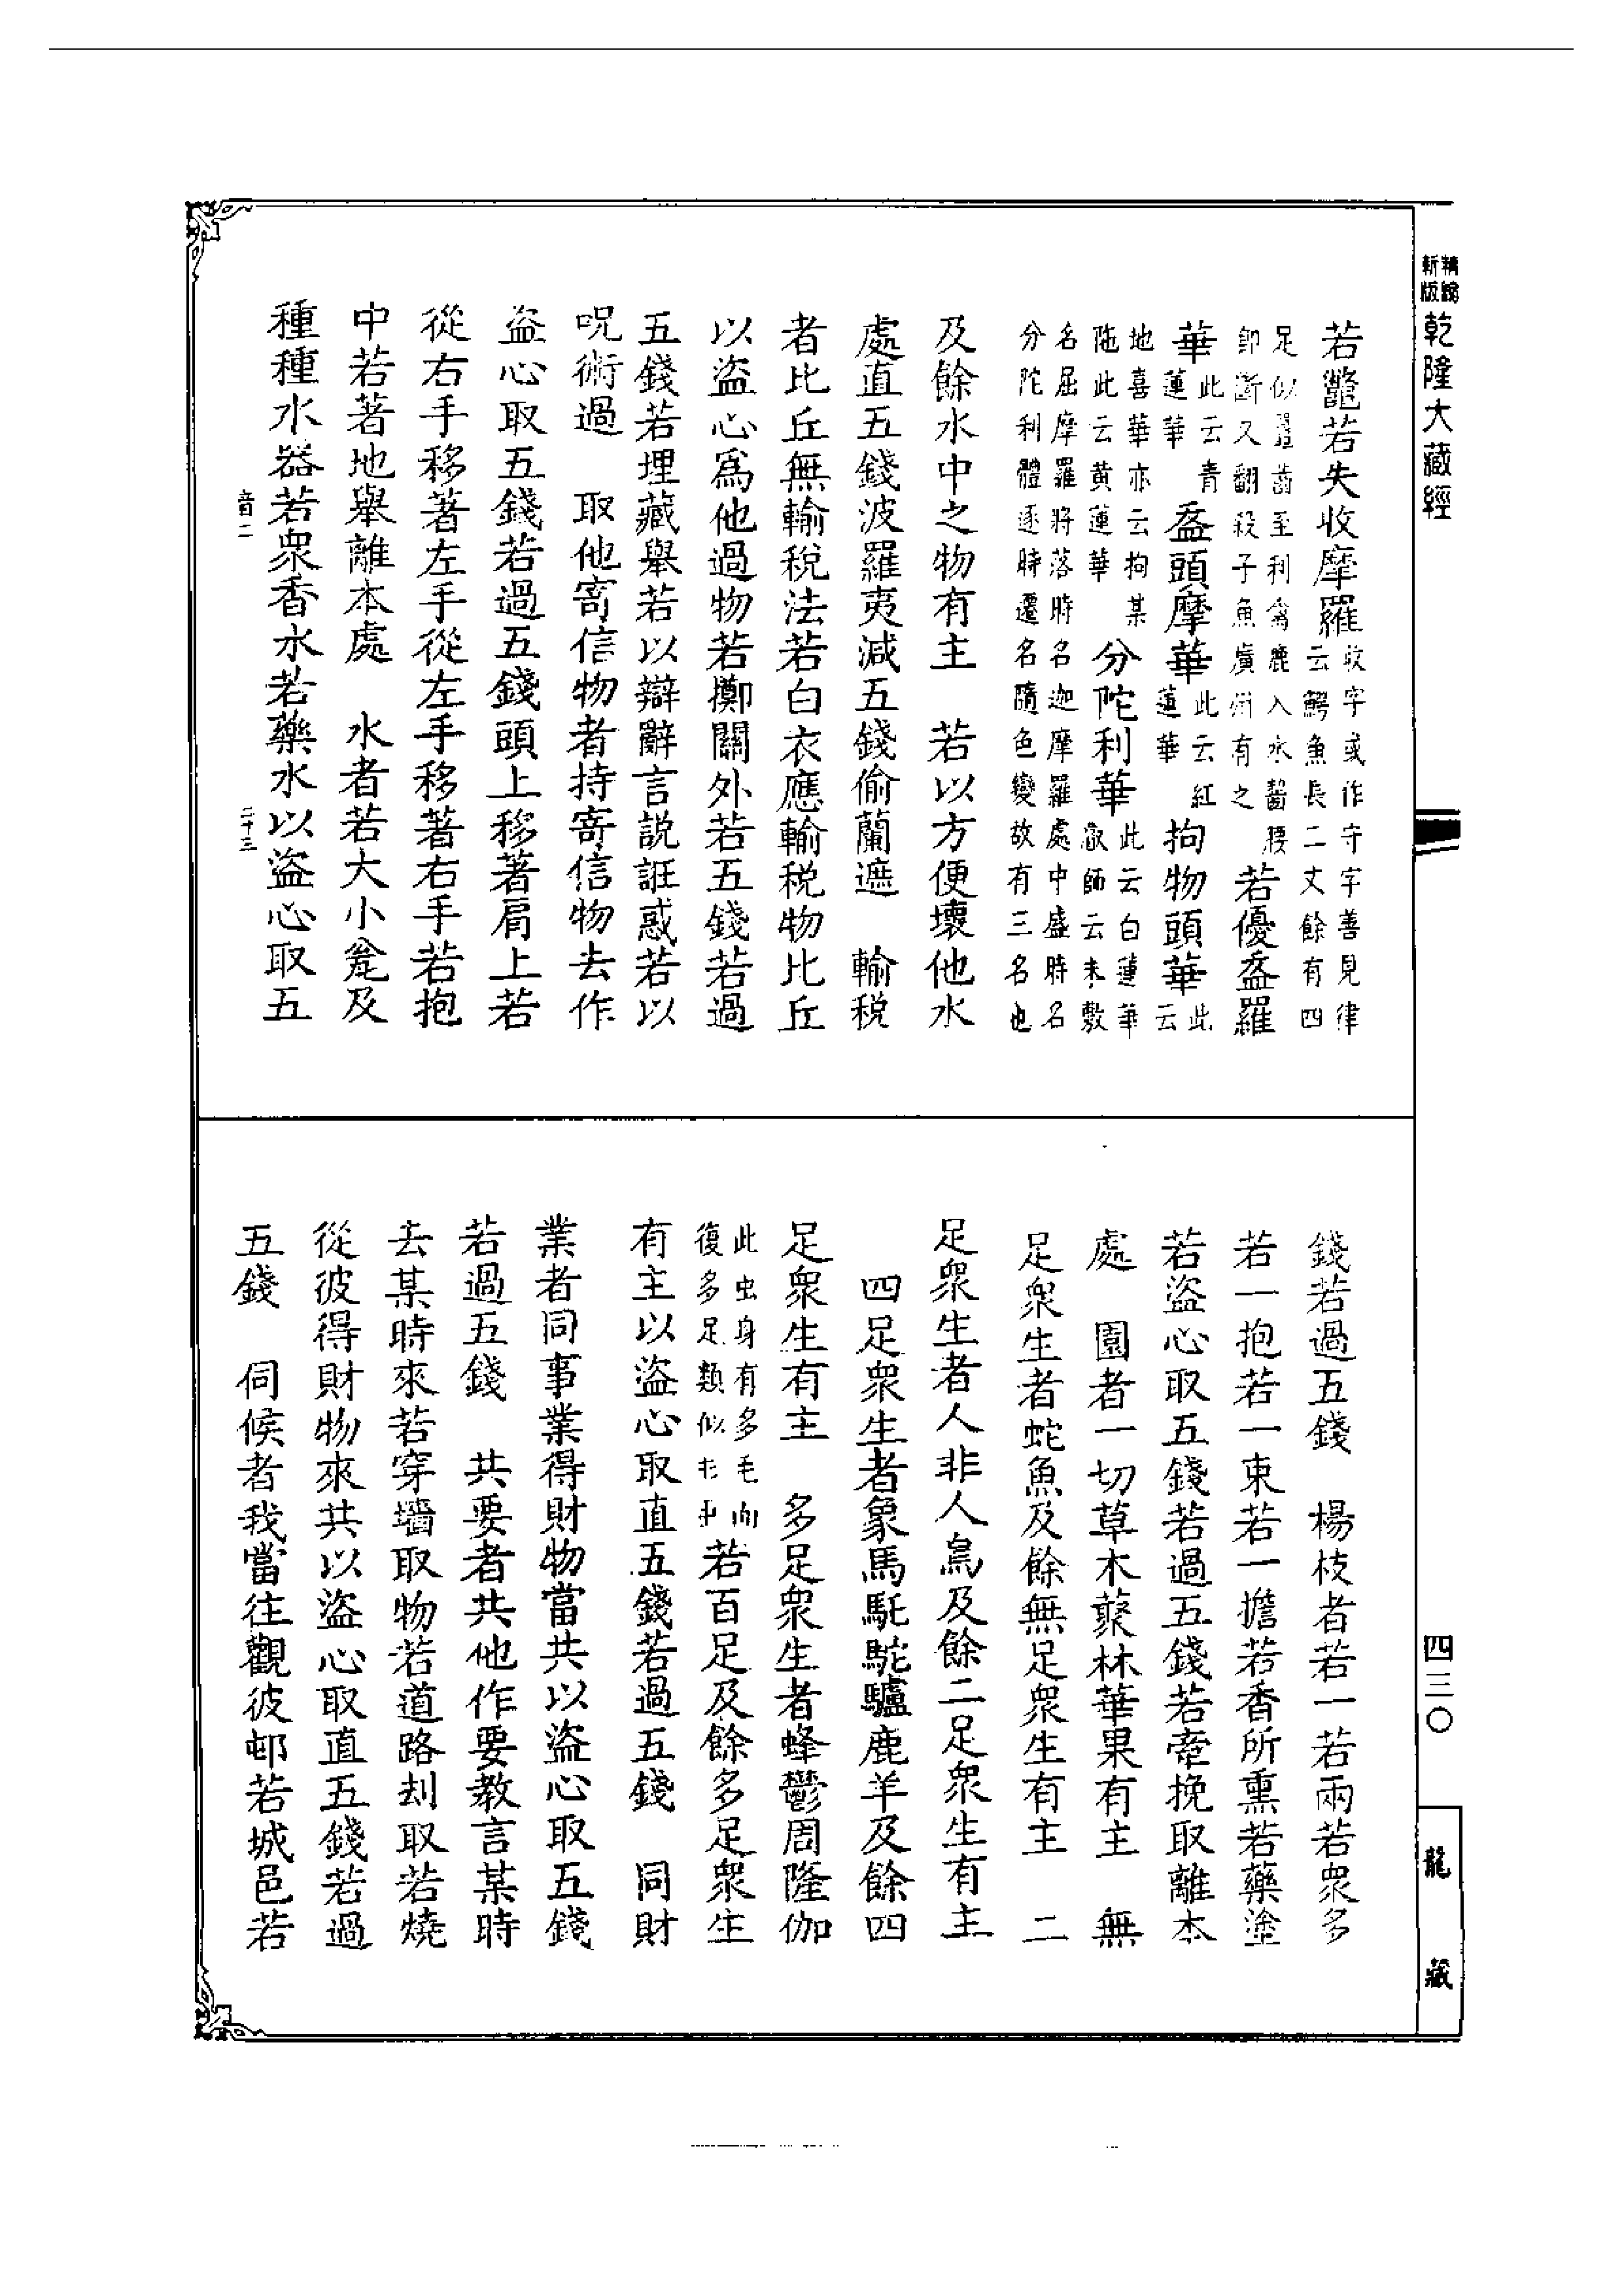 精縮
新版
乾隆大藏經
四三〇
龍藏
若鼈若失收摩羅收字或作守字善見律云鰐魚長二丈餘有四
足似鼉齒至利禽鹿入水齧腰卽斷又翻殺子魚廣州有之若優盋羅
華此云青蓮華盋頭摩華此云紅蓮華拘物頭華此云
地喜華亦云拘某陁此云黄蓮華分陀利華此云白蓮華叡師云未敷
名屈摩羅將落時名迦摩羅處中盛時名分陀利體逐時遷名隨色變故有三名也
及餘水中之物有主　若以方便壞他水
處直五錢波羅夷減五錢偷蘭遮　輸税
者比丘無輸税法若白衣應輸税物比丘
以盜心爲他過物若擲關外若五錢若過
五錢若埋藏舉若以辯辭言説誑惑若以
呪術過　取他寄信物者持寄信物去作
盜心取五錢若過五錢頭上移著肩上若
從右手移著左手從左手移著右手若抱
中若著地舉離本處　水者若大小瓮及
種種水器若衆香水若藥水以盜心取五
音二　二十三
錢若過五錢　楊枝者若一若兩若衆多
若一抱若一束若一擔若香所熏若藥塗
若盜心取五錢若過五錢若牽挽取離本
處　園者一切草木藂林華果有主　無
足衆生者蛇魚及餘無足衆生有主　二
足衆生者人非人鳥及餘二足衆生有主
四足衆生者象馬馲駝驢鹿羊及餘四
足衆生有主　多足衆生者蜂鬱周隆伽
此虫身有多毛而復多足類似若百足及餘多足衆生
有主以盜心取直五錢若過五錢　同財
業者同事業得財物當共以盜心取五錢
若過五錢　共要者共他作要教言某時
去某時來若穿墻取物若道路刦取若燒
從彼得財物來共以盜心取直五錢若過
五錢　伺候者我當往觀彼邨若城邑若